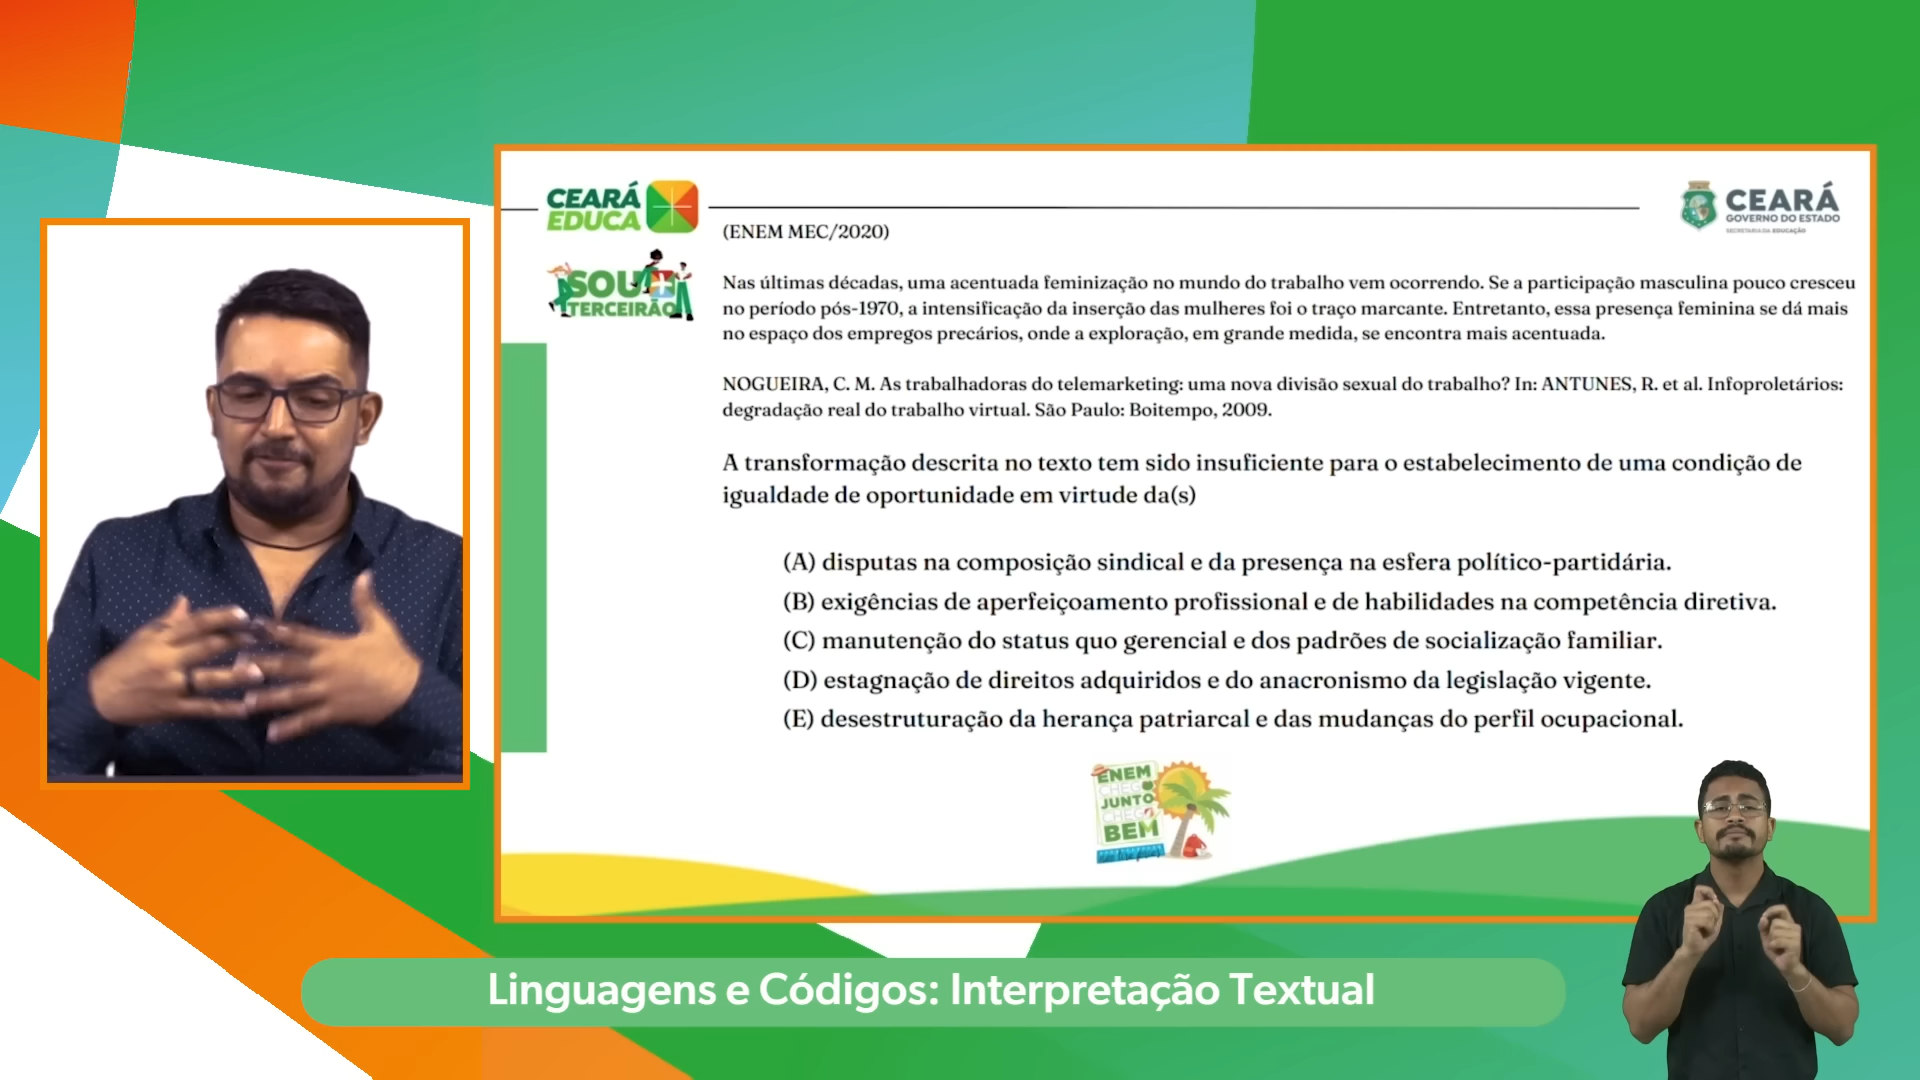 CEARÁ
EDUCA
CEARÁ
GOVERNO DO ESTADO
SECRETARIA DA EDUCAÇÃO
SOU+
TERCEIRÃO
(ENEM MEC/2020)
Nas últimas décadas, uma acentuada feminização no mundo do trabalho vem ocorrendo. Se a participação masculina pouco cresceu
no período pós-1970, a intensificação da inserção das mulheres foi o traço marcante. Entretanto, essa presença feminina se dá mais
no espaço dos empregos precários, onde a exploração, em grande medida, se encontra mais acentuada.
NOGUEIRA, C. M. As trabalhadoras do telemarketing: uma nova divisão sexual do trabalho? In: ANTUNES, R. et al. Infoproletários:
degradação real do trabalho virtual. São Paulo: Boitempo, 2009.
A transformação descrita no texto tem sido insuficiente para o estabelecimento de uma condição de
igualdade de oportunidade em virtude da(s)
(A) disputas na composição sindical e da presença na esfera político-partidária.
(B) exigências de aperfeiçoamento profissional e de habilidades na competência diretiva.
(C) manutenção do status quo gerencial e dos padrões de socialização familiar.
(D) estagnação de direitos adquiridos e do anacronismo da legislação vigente.
(E) desestruturação da herança patriarcal e das mudanças do perfil ocupacional.
ENEM
CHEGO
JUNTO
CHEGO
BEM
Linguagens e Códigos: Interpretação Textual